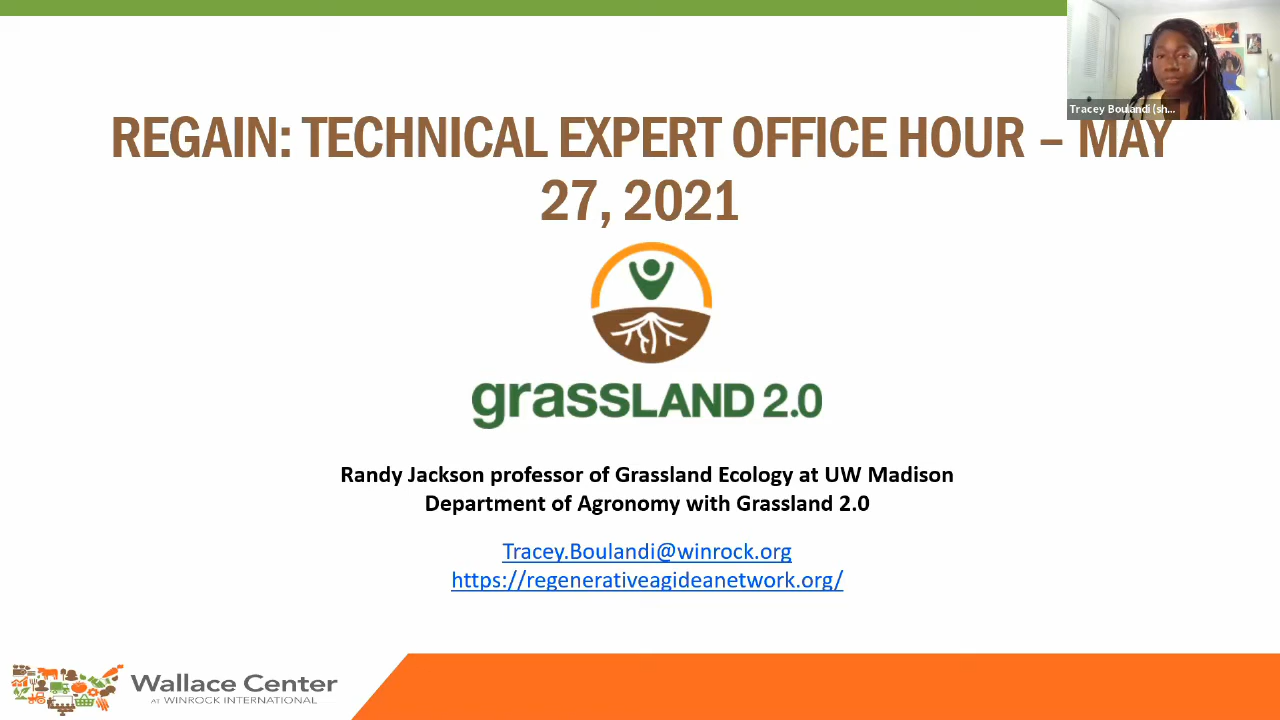 Tracey Boulandi (sh...
REGAIN: TECHNICAL EXPERT OFFICE HOUR – MAY
27, 2021
grassLAND 2.0
Randy Jackson professor of Grassland Ecology at UW Madison
Department of Agronomy with Grassland 2.0
Tracey.Boulandi@winrock.org
https://regenerativeagideanetwork.org/
Wallace Center
AT WINROCK INTERNATIONAL